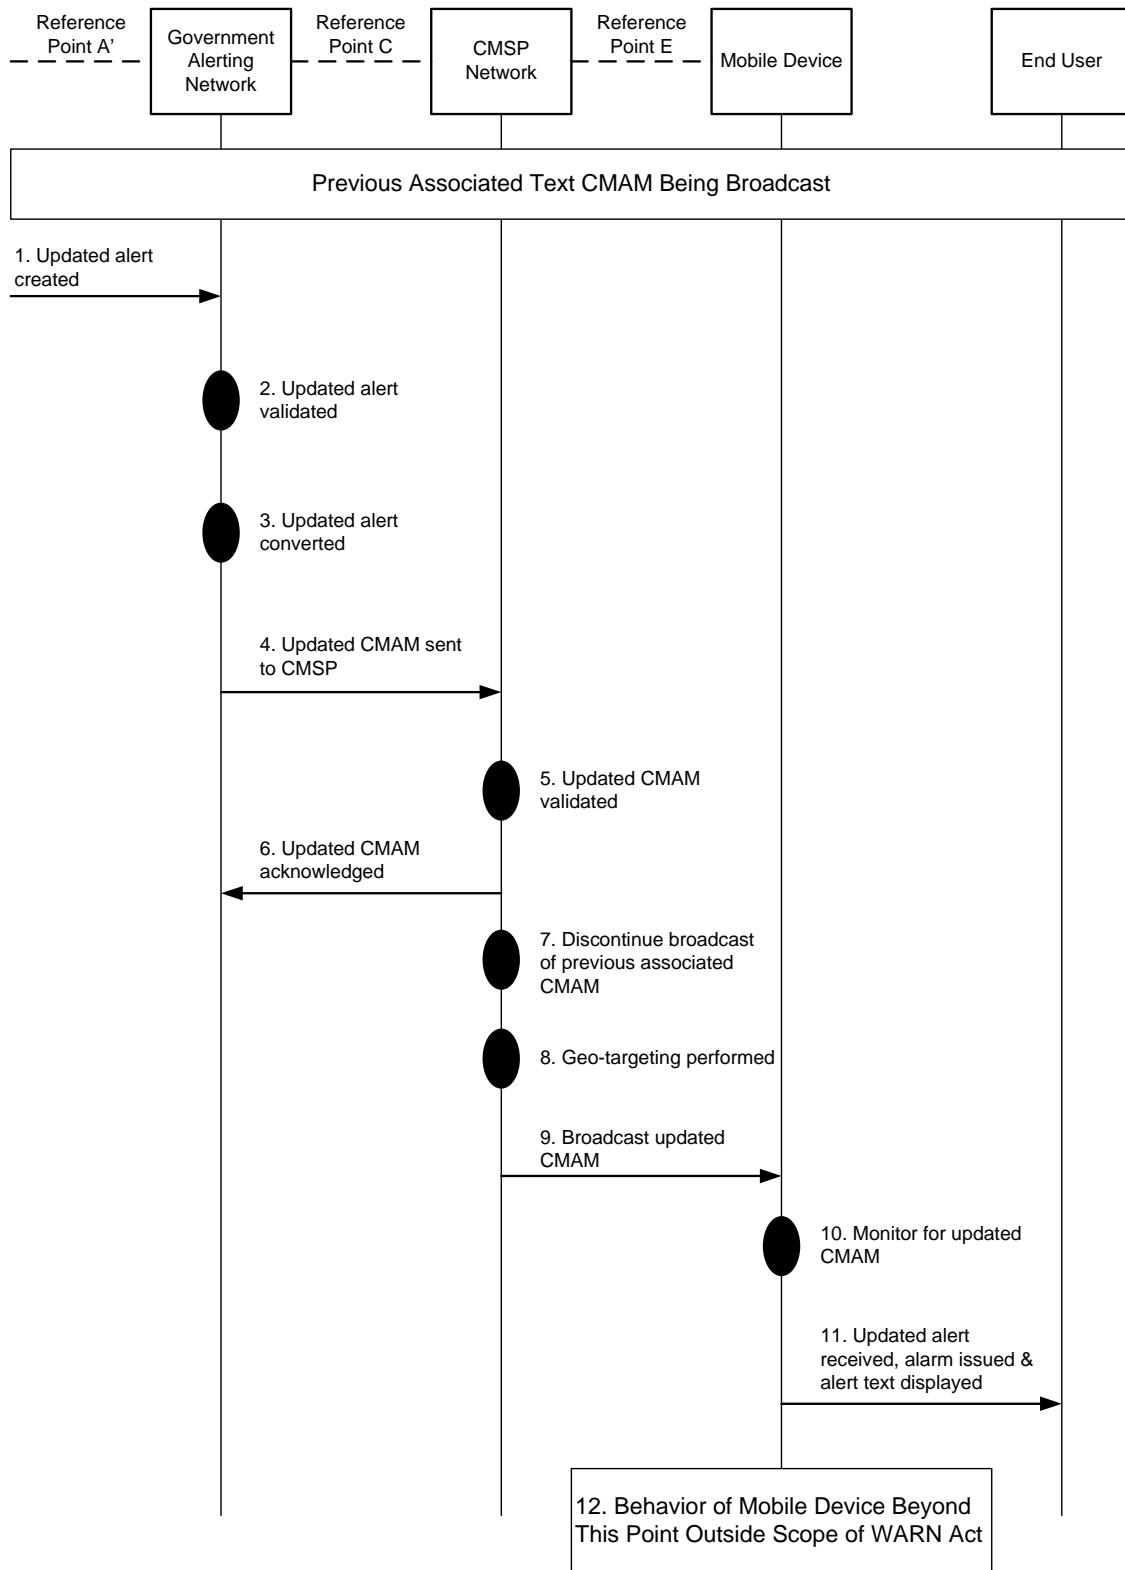 Reference
Point A'
Government
Alerting
Network
Reference
Point C
CMSP
Network
Reference
Point E
Mobile Device
End User
Previous Associated Text CMAM Being Broadcast
1. Updated alert
created
2. Updated alert
validated
3. Updated alert
converted
4. Updated CMAM sent
to CMSP
5. Updated CMAM
validated
6. Updated CMAM
acknowledged
7. Discontinue broadcast
of previous associated
CMAM
8. Geo-targeting performed
9. Broadcast updated
CMAM
10. Monitor for updated
CMAM
11. Updated alert
received, alarm issued &
alert text displayed
12. Behavior of Mobile Device Beyond
This Point Outside Scope of WARN Act